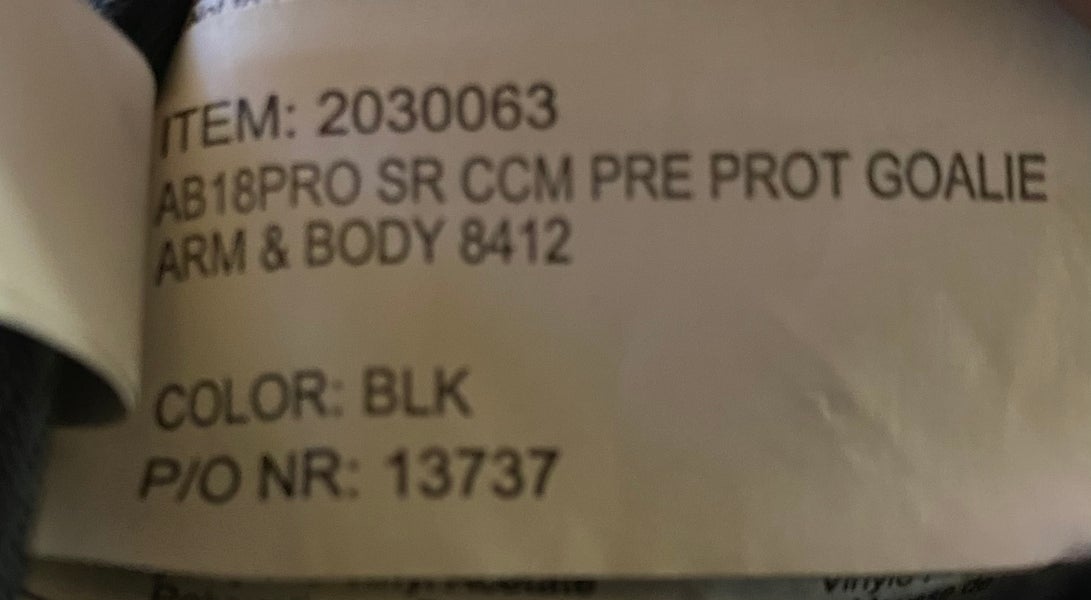 ITEM: 2030063
AB18PRO SR CCM PRE PROT GOALIE
ARM & BODY 8412
COLOR: BLK
P/O NR: 13737